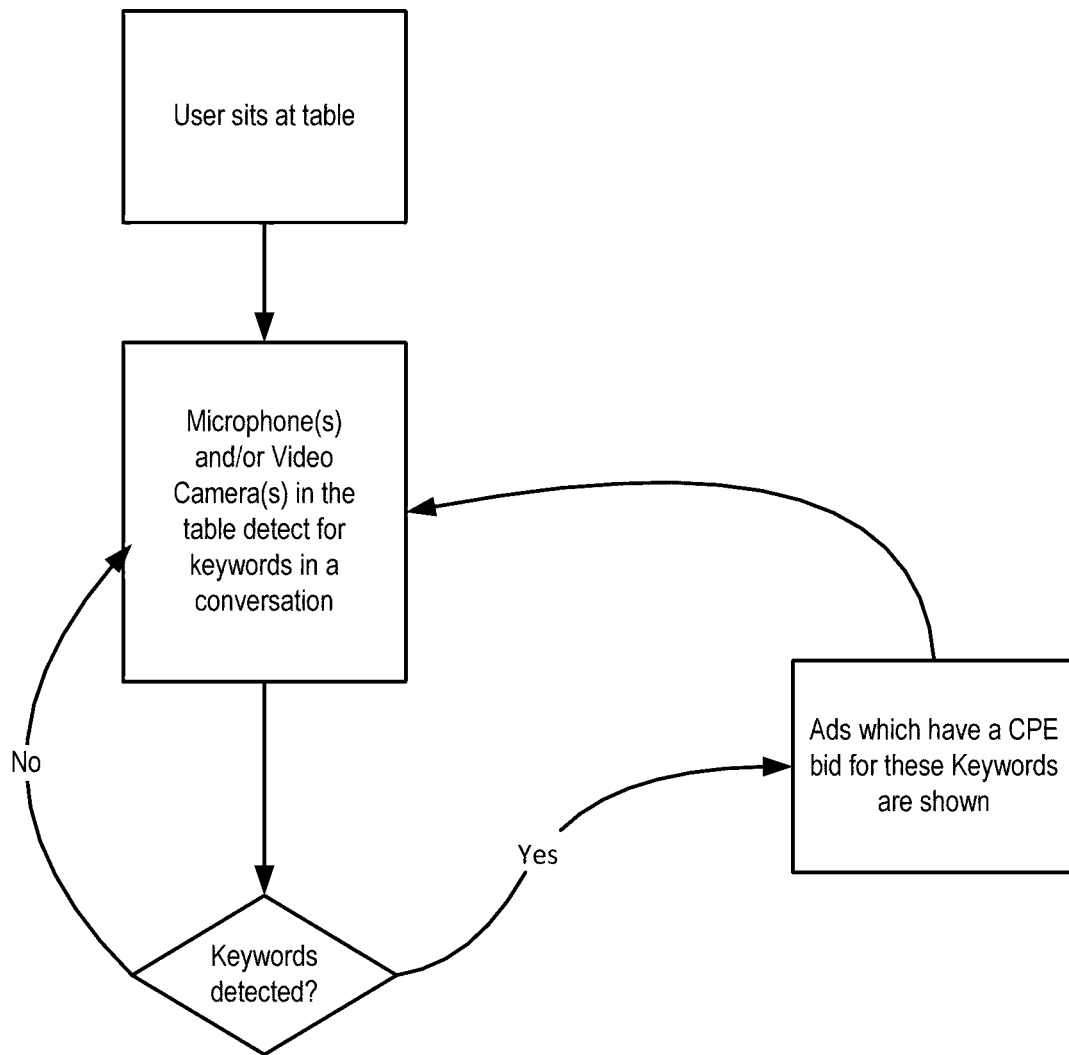 User sits at table
Microphone(s)
and/or Video
Camera(s) in the
table detect for
keywords in a
conversation
No
Ads which have a CPE
bid for these Keywords
are shown
Yes
Keywords
detected?